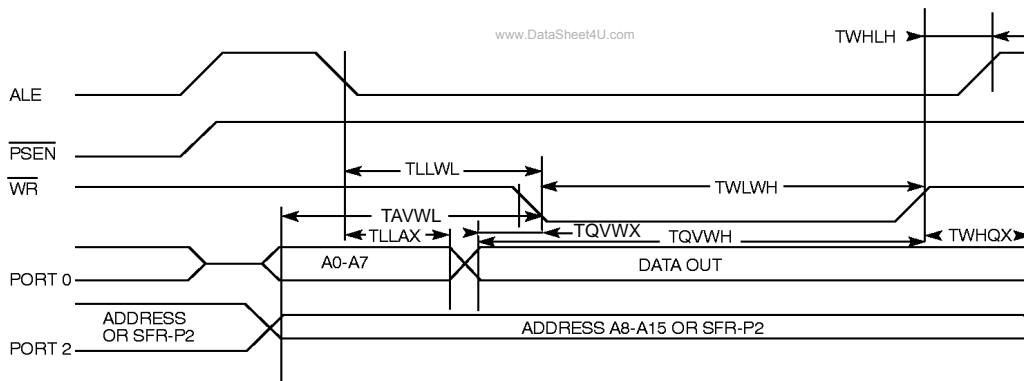 www.DataSheet4U.com
TWHLH
ALE
PSEN
TLLWL
WR
TWLWH
TAVWL
TLLAX
TQVWX
TQVWH
TWHQX
A0-A7
DATA OUT
PORT 0
ADDRESS
OR SFR-P2
ADDRESS A8-A15 OR SFR-P2
PORT 2